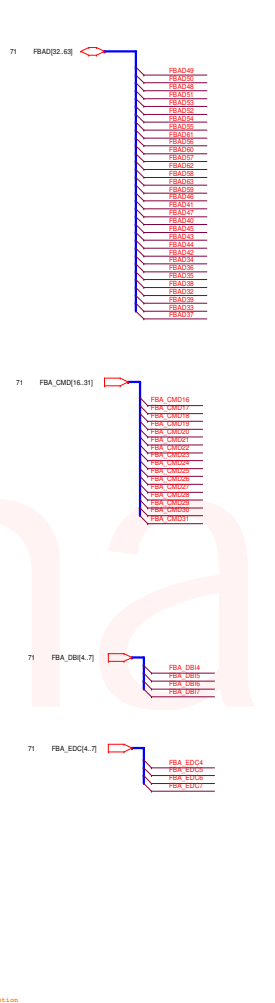 71 FBAD[32..63]
FBAD49
FBAD50
FBAD48
FBAD51
FBAD53
FBAD52
FBAD54
FBAD55
FBAD61
FBAD56
FBAD60
FBAD57
FBAD62
FBAD58
FBAD63
FBAD59
FBAD46
FBAD41
FBAD47
FBAD40
FBAD45
FBAD43
FBAD44
FBAD42
FBAD34
FBAD36
FBAD35
FBAD38
FBAD32
FBAD39
FBAD33
FBAD37
71 FBA_CMD[16..31]
FBA_CMD16
FBA_CMD17
FBA_CMD18
FBA_CMD19
FBA_CMD20
FBA_CMD21
FBA_CMD22
FBA_CMD23
FBA_CMD24
FBA_CMD25
FBA_CMD26
FBA_CMD27
FBA_CMD28
FBA_CMD29
FBA_CMD30
FBA_CMD31
71 FBA_DBI[4..7]
FBA_DBI4
FBA_DBI5
FBA_DBI6
FBA_DBI7
71 FBA_EDC[4..7]
FBA_EDC4
FBA_EDC5
FBA_EDC6
FBA_EDC7
na